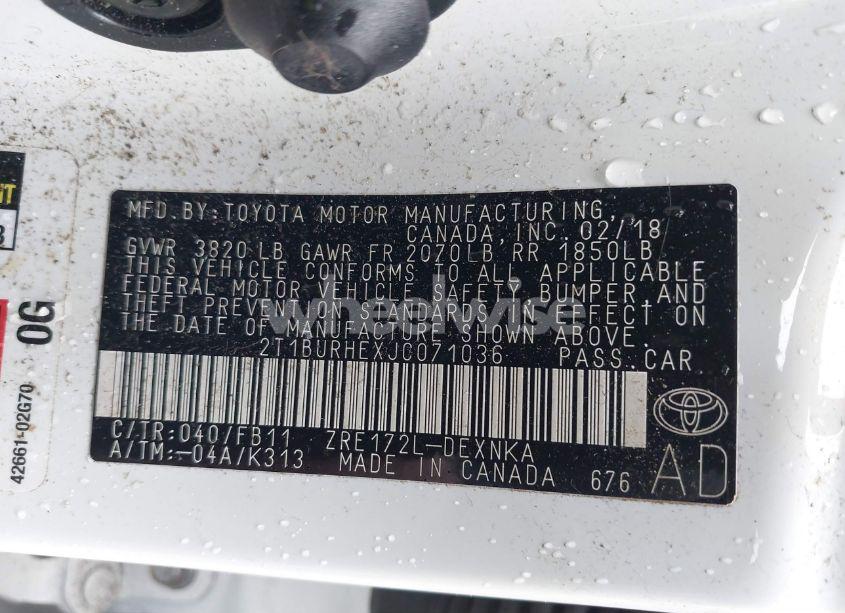 MFD. BY: TOYOTA MOTOR MANUFACTURING,
CANADA, INC. 02/18
GVWR 3820 LB GAWR FR 2070LB RR 1850LB
THIS VEHICLE CONFORMS TO ALL APPLICABLE
FEDERAL MOTOR VEHICLE SAFETY, BUMPER, AND
THEFT PREVENTION STANDARDS IN EFFECT ON
THE DATE OF MANUFACTURE SHOWN ABOVE.
2T1BURHEXJC071036 PASS.CAR
C/TR:040/FB11 ZRE172L-DEXNKA
A/TM:-04A/K313 MADE IN CANADA 676
AD
wheelwise
0G
42661-02G70